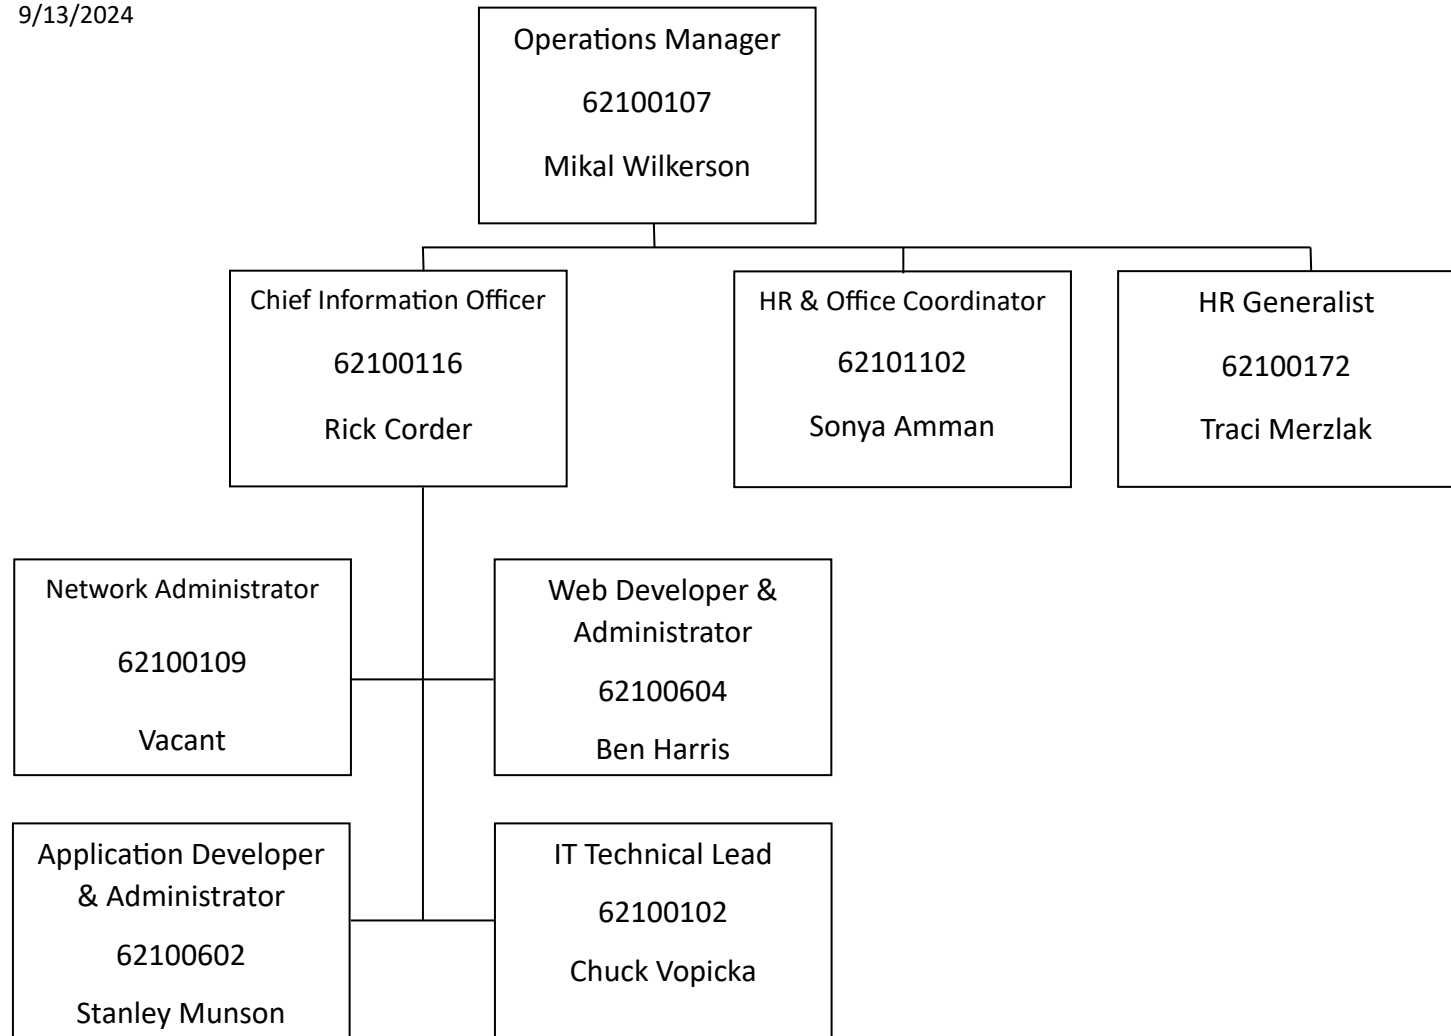 9/13/2024
Operations Manager
62100107
Mikal Wilkerson
Chief Information Officer
62100116
Rick Corder
HR & Office Coordinator
62101102
Sonya Amman
HR Generalist
62100172
Traci Merzlak
Network Administrator
62100109
Vacant
Web Developer &
Administrator
62100604
Ben Harris
Application Developer
& Administrator
62100602
Stanley Munson
IT Technical Lead
62100102
Chuck Vopicka